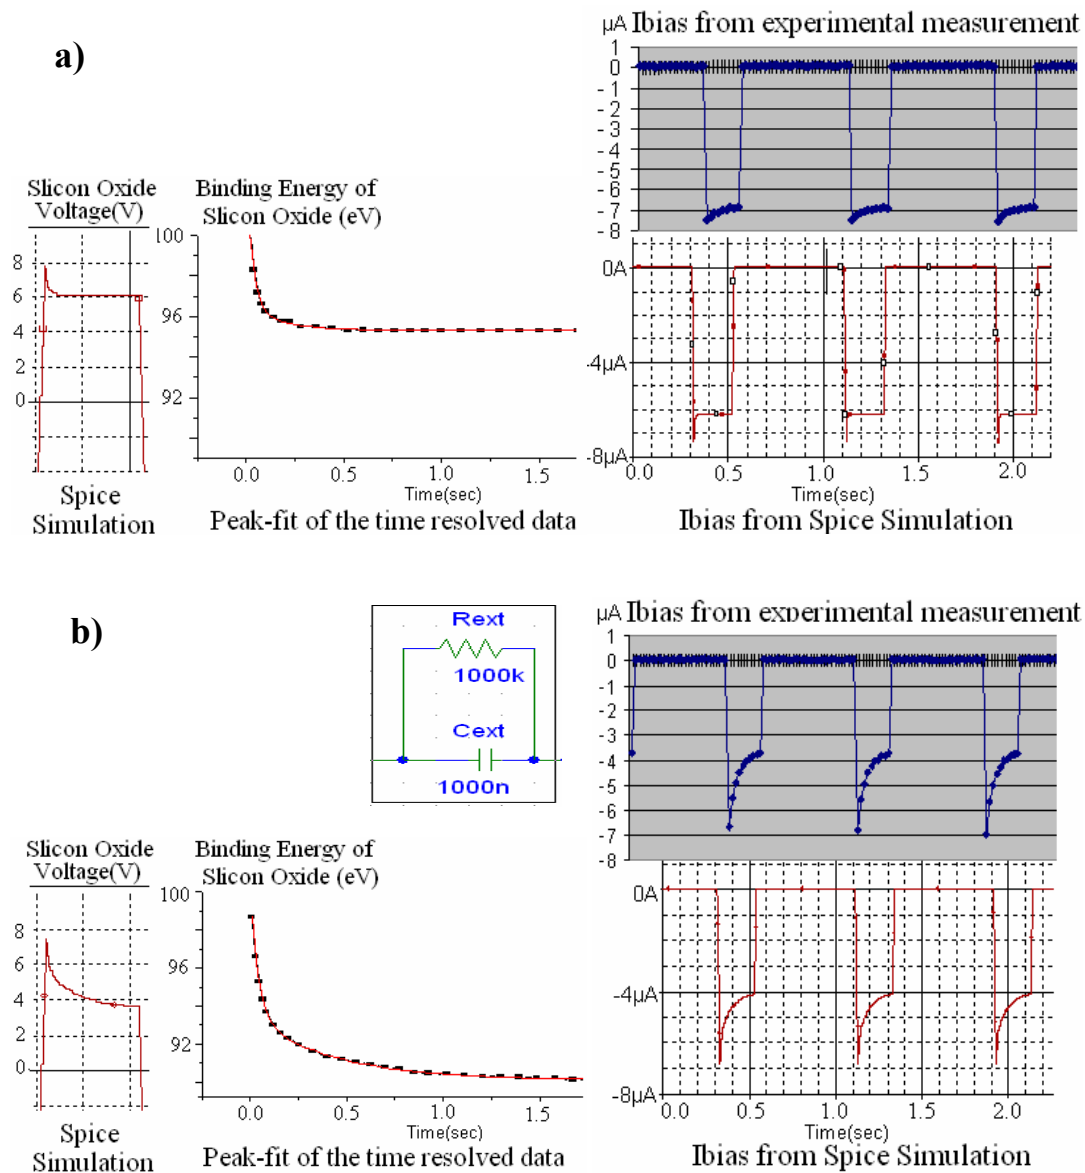 a)
µA Ibias from experimental measurement
1
0
-1
-2
-3
-4
-5
-6
-7
-8
Slicon Oxide
Voltage(V)
8
6
4
2
0
Spice
Simulation
Binding Energy of
Slicon Oxide (eV)
100
96
92
0.0 0.5 1.0 1.5
Time(sec)
Peak-fit of the time resolved data
0A
-4µA
-8µA
0.0 0.5 1.0 2.0
Time(sec)
Ibias from Spice Simulation
b)
Rext
1000k
Cext
1000n
µA Ibias from experimental measurement
1
0
-1
-2
-3
-4
-5
-6
-7
-8
Slicon Oxide
Voltage(V)
8
6
4
2
0
Spice
Simulation
Binding Energy of
Slicon Oxide (eV)
100
96
92
0.0 0.5 1.0 1.5
Time(sec)
Peak-fit of the time resolved data
0A
-4µA
-8µA
0.0 0.5 1.0 2.0
Time(sec)
Ibias from Spice Simulation